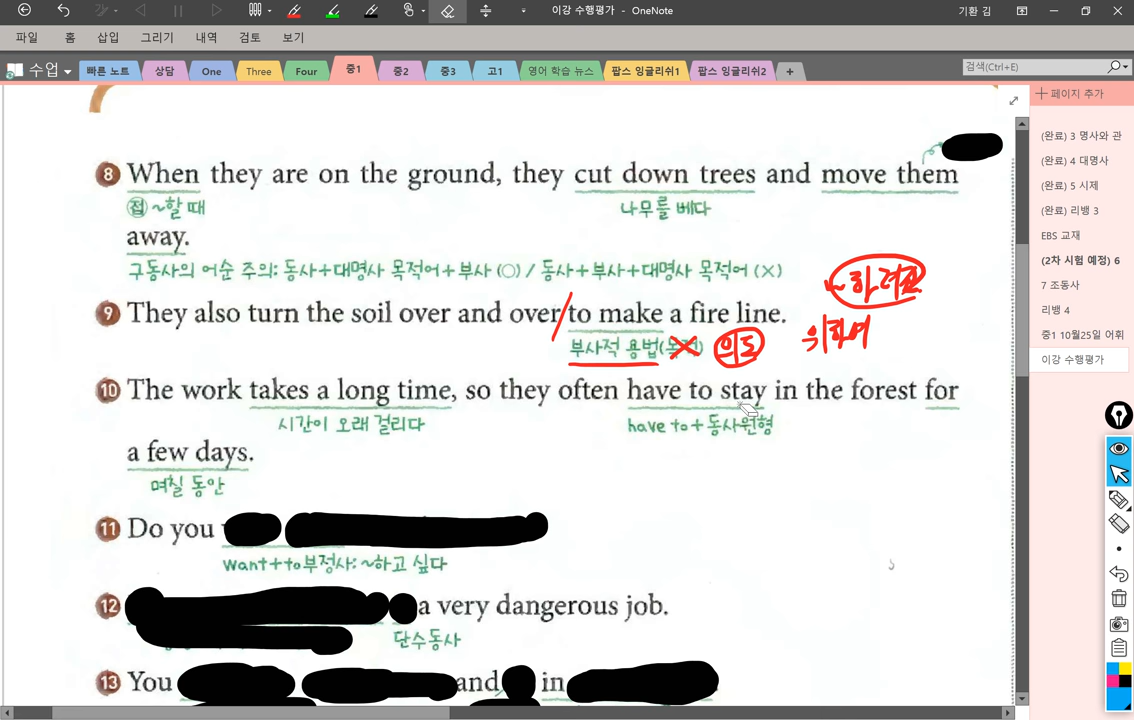 이강 수행평가 - OneNote
기환 김
파일 홈 삽입 그리기 내역 검토 보기
수업 빠른 노트 상담 One Three Four 중1 중2 중3 고1 영어 학습 뉴스 팝스 잉글리쉬1 팝스 잉글리쉬2 +
검색(Ctrl+E)
페이지 추가
(완료) 3 명사와 관
(완료) 4 대명사
(완료) 5 시제
(완료) 리뱅 3
EBS 교재
(2차 시험 예정) 6
7 조동사
리뱅 4
중1 10월25일 어휘
이강 수행평가
8 When they are on the ground, they cut down trees and move them
접 ~할 때 나무를 베다
away.
구동사의 어순 주의: 동사+대명사 목적어+부사 (○) / 동사+부사+대명사 목적어 (×)
~하려고
9 They also turn the soil over and over / to make a fire line.
위하여
부사적 용법(목적) 의도
10 The work takes a long time, so they often have to stay in the forest for
시간이 오래 걸리다 have to + 동사원형
a few days.
며칠 동안
11 Do you
want+to부정사: ~하고 싶다
12 a very dangerous job.
단수동사
13 You and in